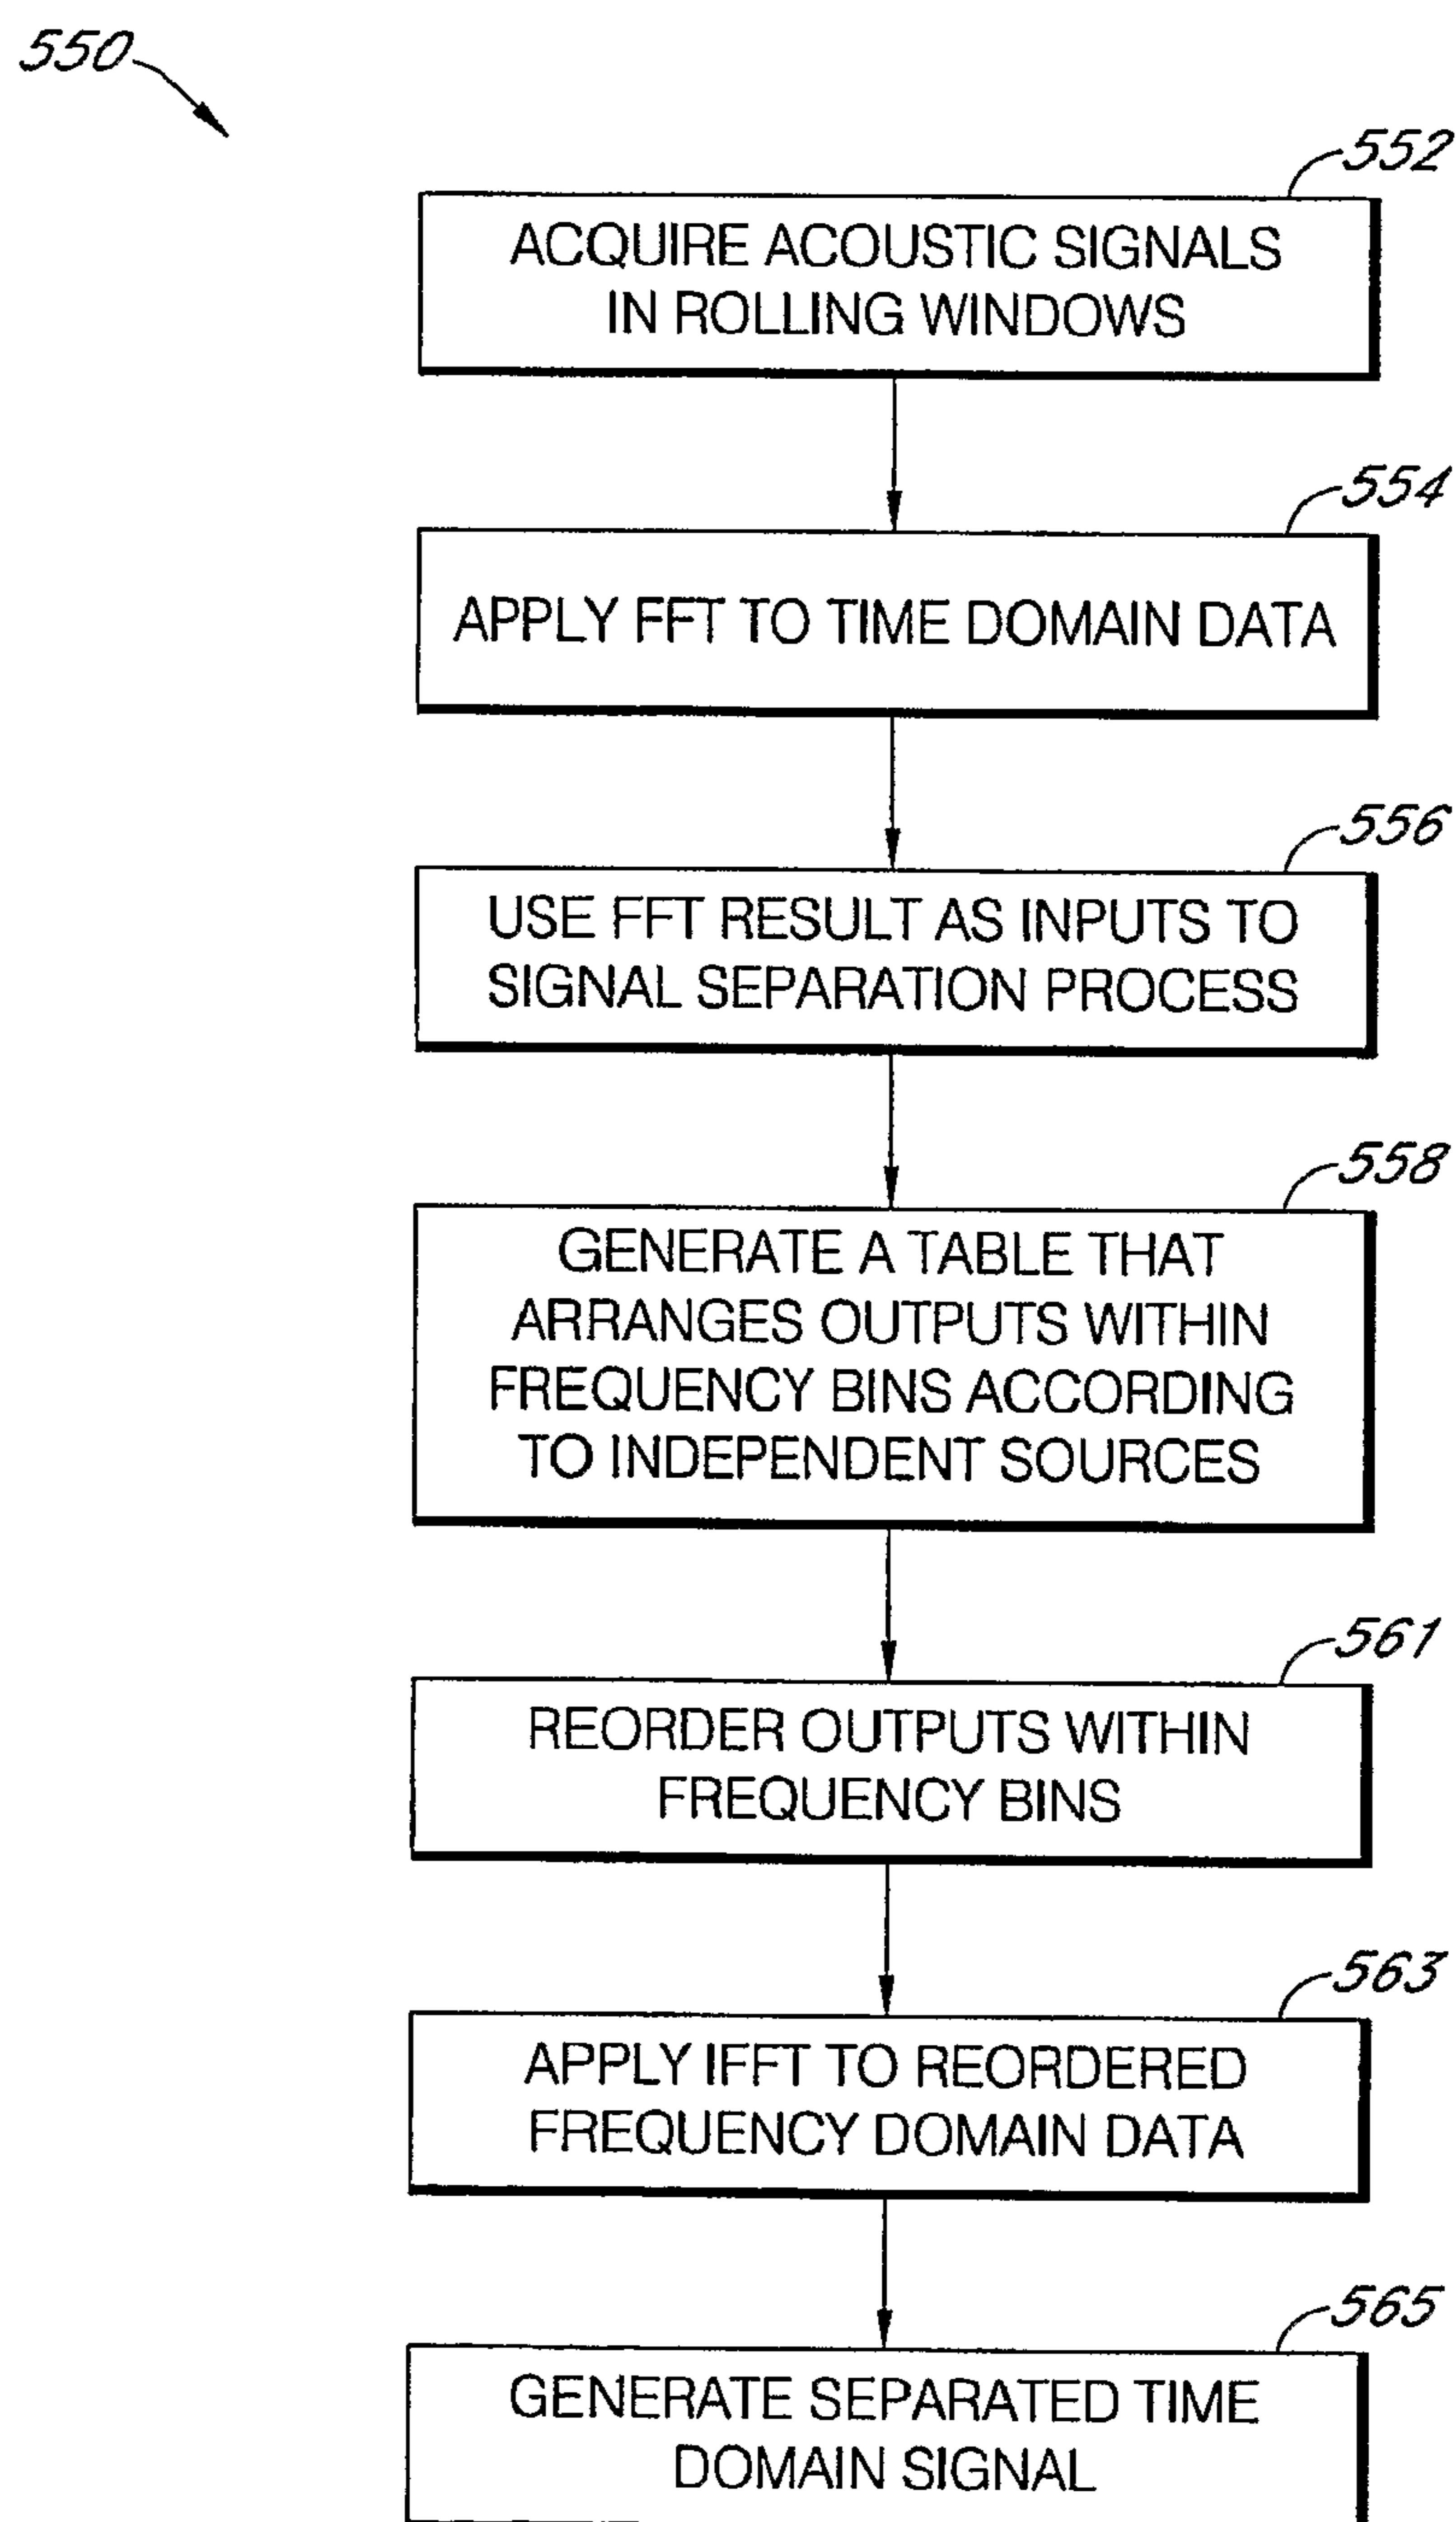 550
552
ACQUIRE ACOUSTIC SIGNALS
IN ROLLING WINDOWS
554
APPLY FFT TO TIME DOMAIN DATA
556
USE FFT RESULT AS INPUTS TO
SIGNAL SEPARATION PROCESS
558
GENERATE A TABLE THAT
ARRANGES OUTPUTS WITHIN
FREQUENCY BINS ACCORDING
TO INDEPENDENT SOURCES
561
REORDER OUTPUTS WITHIN
FREQUENCY BINS
563
APPLY IFFT TO REORDERED
FREQUENCY DOMAIN DATA
565
GENERATE SEPARATED TIME
DOMAIN SIGNAL